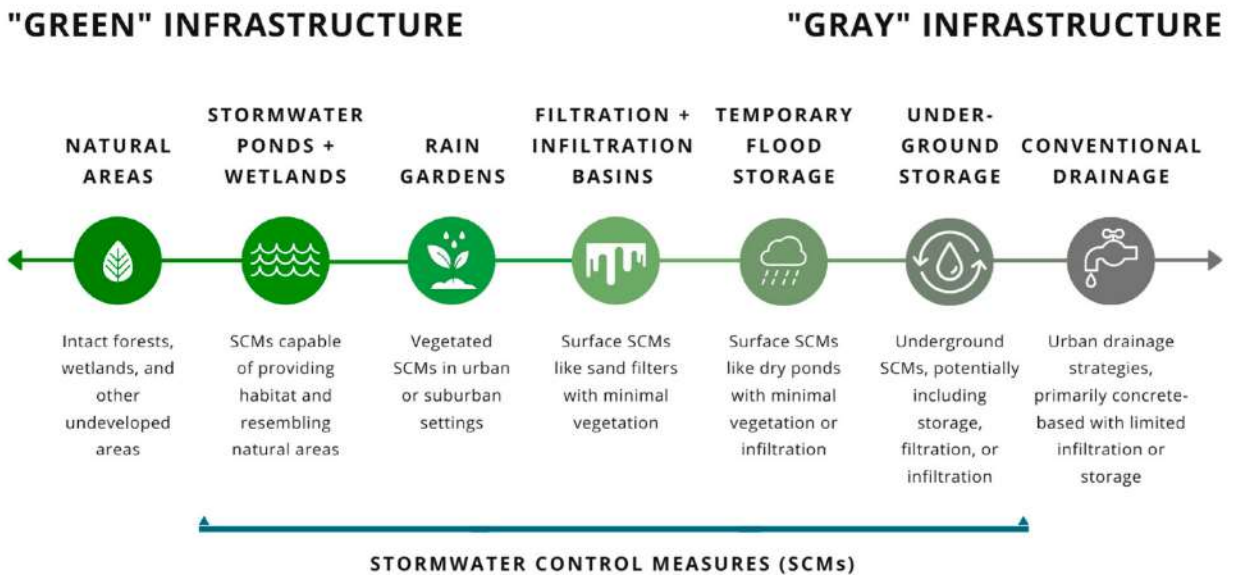 "GREEN" INFRASTRUCTURE
"GRAY" INFRASTRUCTURE
NATURAL
AREAS
STORMWATER
PONDS +
WETLANDS
RAIN
GARDENS
FILTRATION +
INFILTRATION
BASINS
TEMPORARY
FLOOD
STORAGE
UNDER-
GROUND
STORAGE
CONVENTIONAL
DRAINAGE
Intact forests,
wetlands, and
other
undeveloped
areas
SCMs capable
of providing
habitat and
resembling
natural areas
Vegetated
SCMs in urban
or suburban
settings
Surface SCMs
like sand filters
with minimal
vegetation
Surface SCMs
like dry ponds
with minimal
vegetation or
infiltration
Underground
SCMs, potentially
including
storage,
filtration, or
infiltration
Urban drainage
strategies,
primarily concrete-
based with limited
infiltration or
storage
STORMWATER CONTROL MEASURES (SCMs)